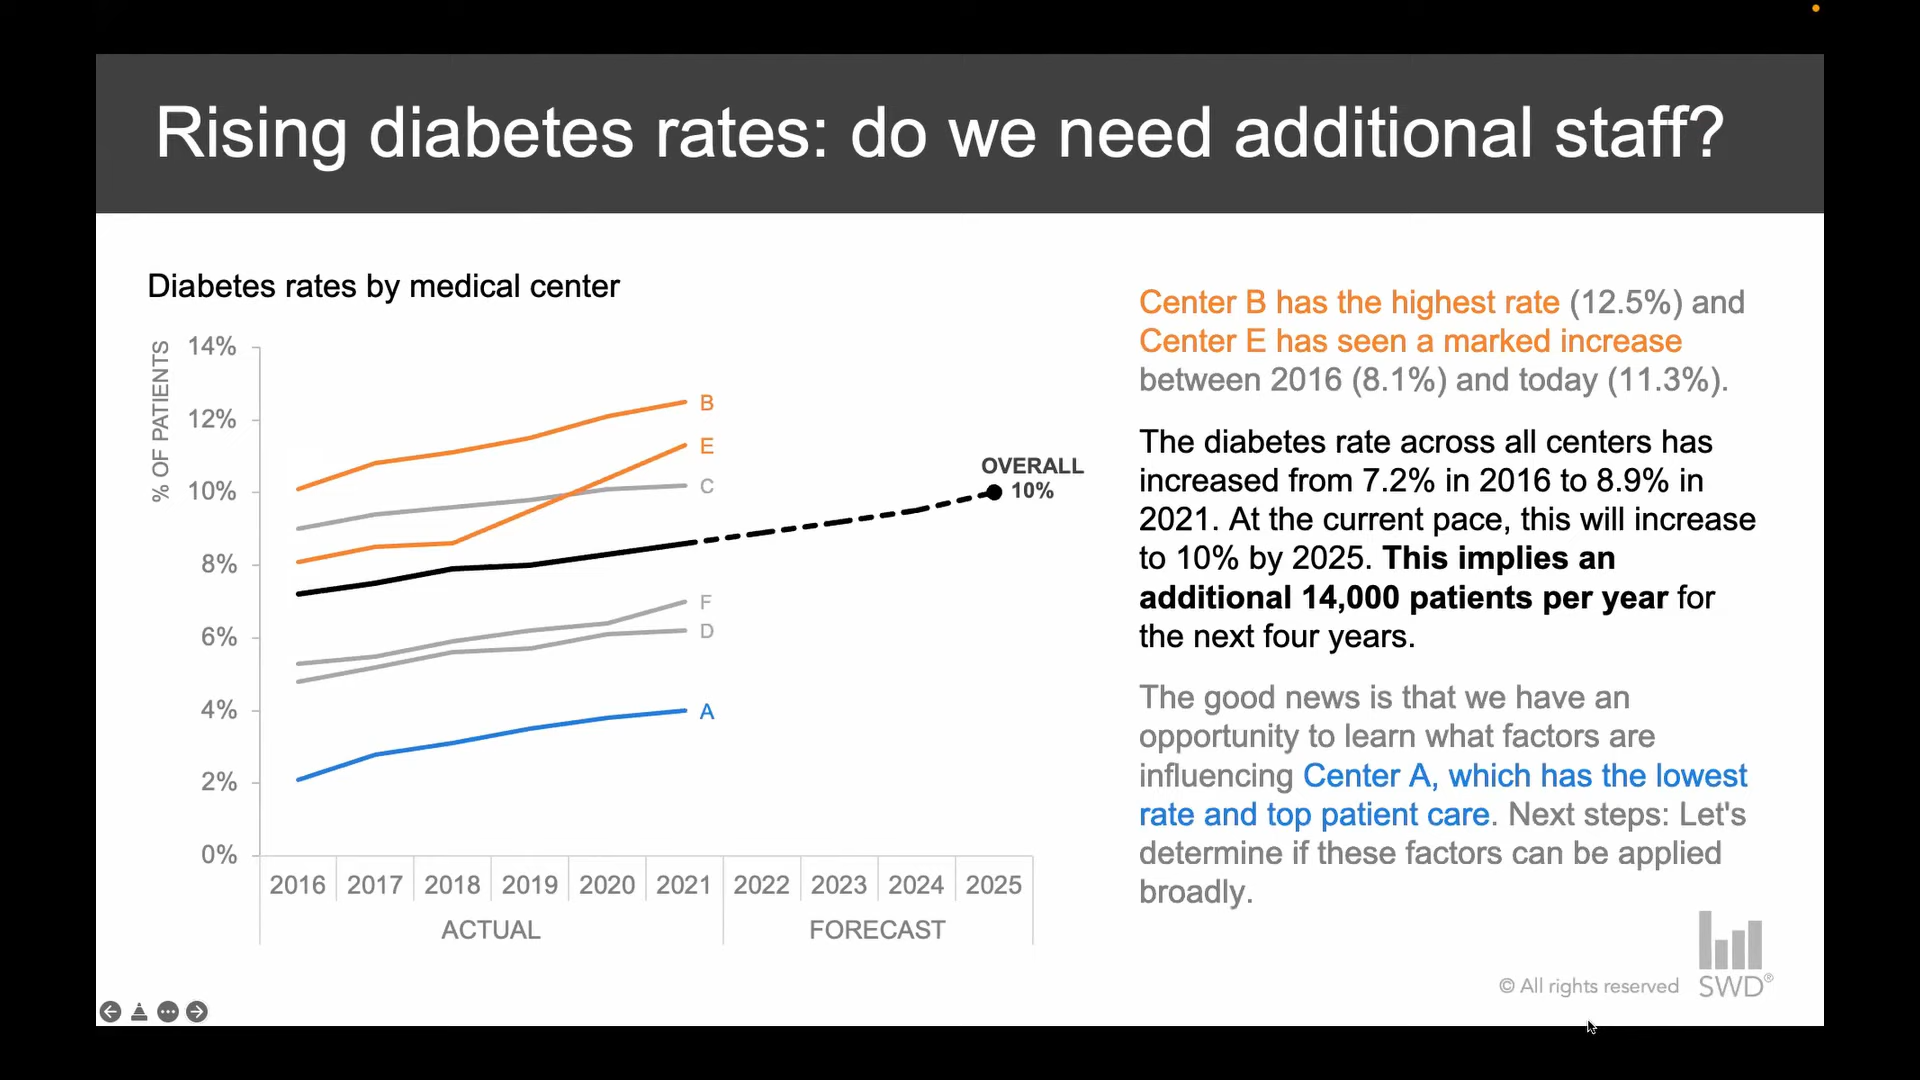 Rising diabetes rates: do we need additional staff?
Diabetes rates by medical center
% OF PATIENTS
14%
12%
10%
8%
6%
4%
2%
0%
B
E
C
F
D
A
OVERALL
10%
2016 2017 2018 2019 2020 2021 2022 2023 2024 2025
ACTUAL FORECAST
Center B has the highest rate (12.5%) and
Center E has seen a marked increase
between 2016 (8.1%) and today (11.3%).
The diabetes rate across all centers has
increased from 7.2% in 2016 to 8.9% in
2021. At the current pace, this will increase
to 10% by 2025. This implies an
additional 14,000 patients per year for
the next four years.
The good news is that we have an
opportunity to learn what factors are
influencing Center A, which has the lowest
rate and top patient care. Next steps: Let's
determine if these factors can be applied
broadly.
© All rights reserved
SWD®